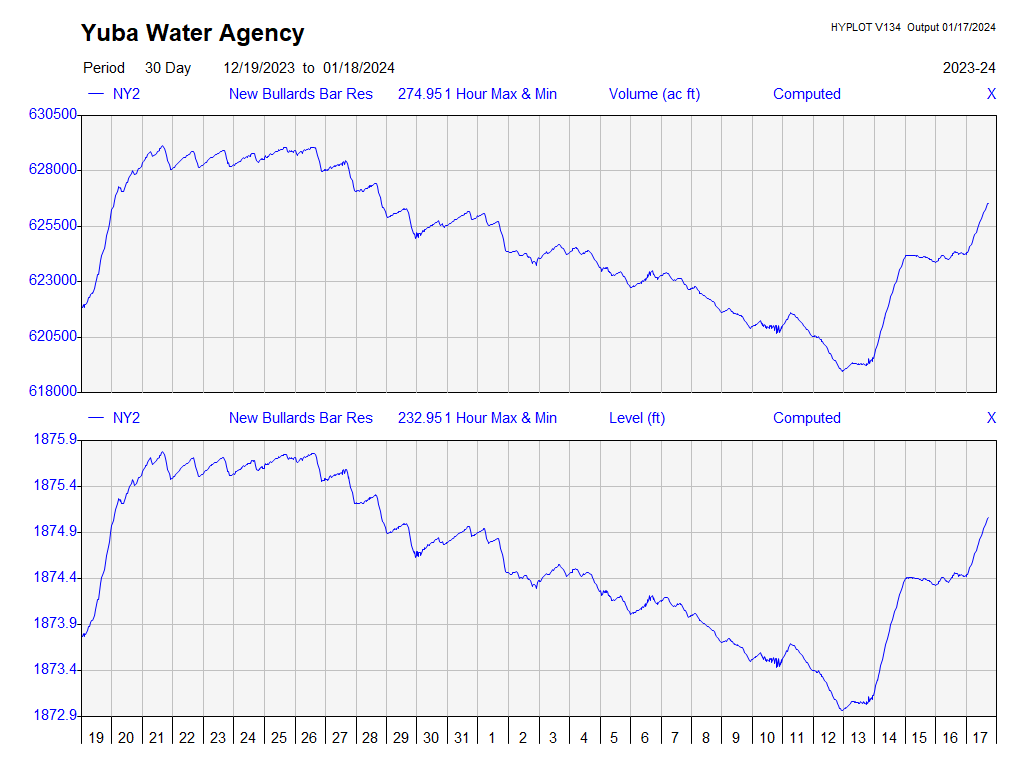 Yuba Water Agency
HYPLOT V134 Output 01/17/2024
Period 30 Day 12/19/2023 to 01/18/2024 2023-24
NY2 New Bullards Bar Res 274.95 1 Hour Max & Min Volume (ac ft) Computed X
630500
628000
625500
623000
620500
618000
NY2 New Bullards Bar Res 232.95 1 Hour Max & Min Level (ft) Computed X
1875.9
1875.4
1874.9
1874.4
1873.9
1873.4
1872.9
19 20 21 22 23 24 25 26 27 28 29 30 31 1 2 3 4 5 6 7 8 9 10 11 12 13 14 15 16 17